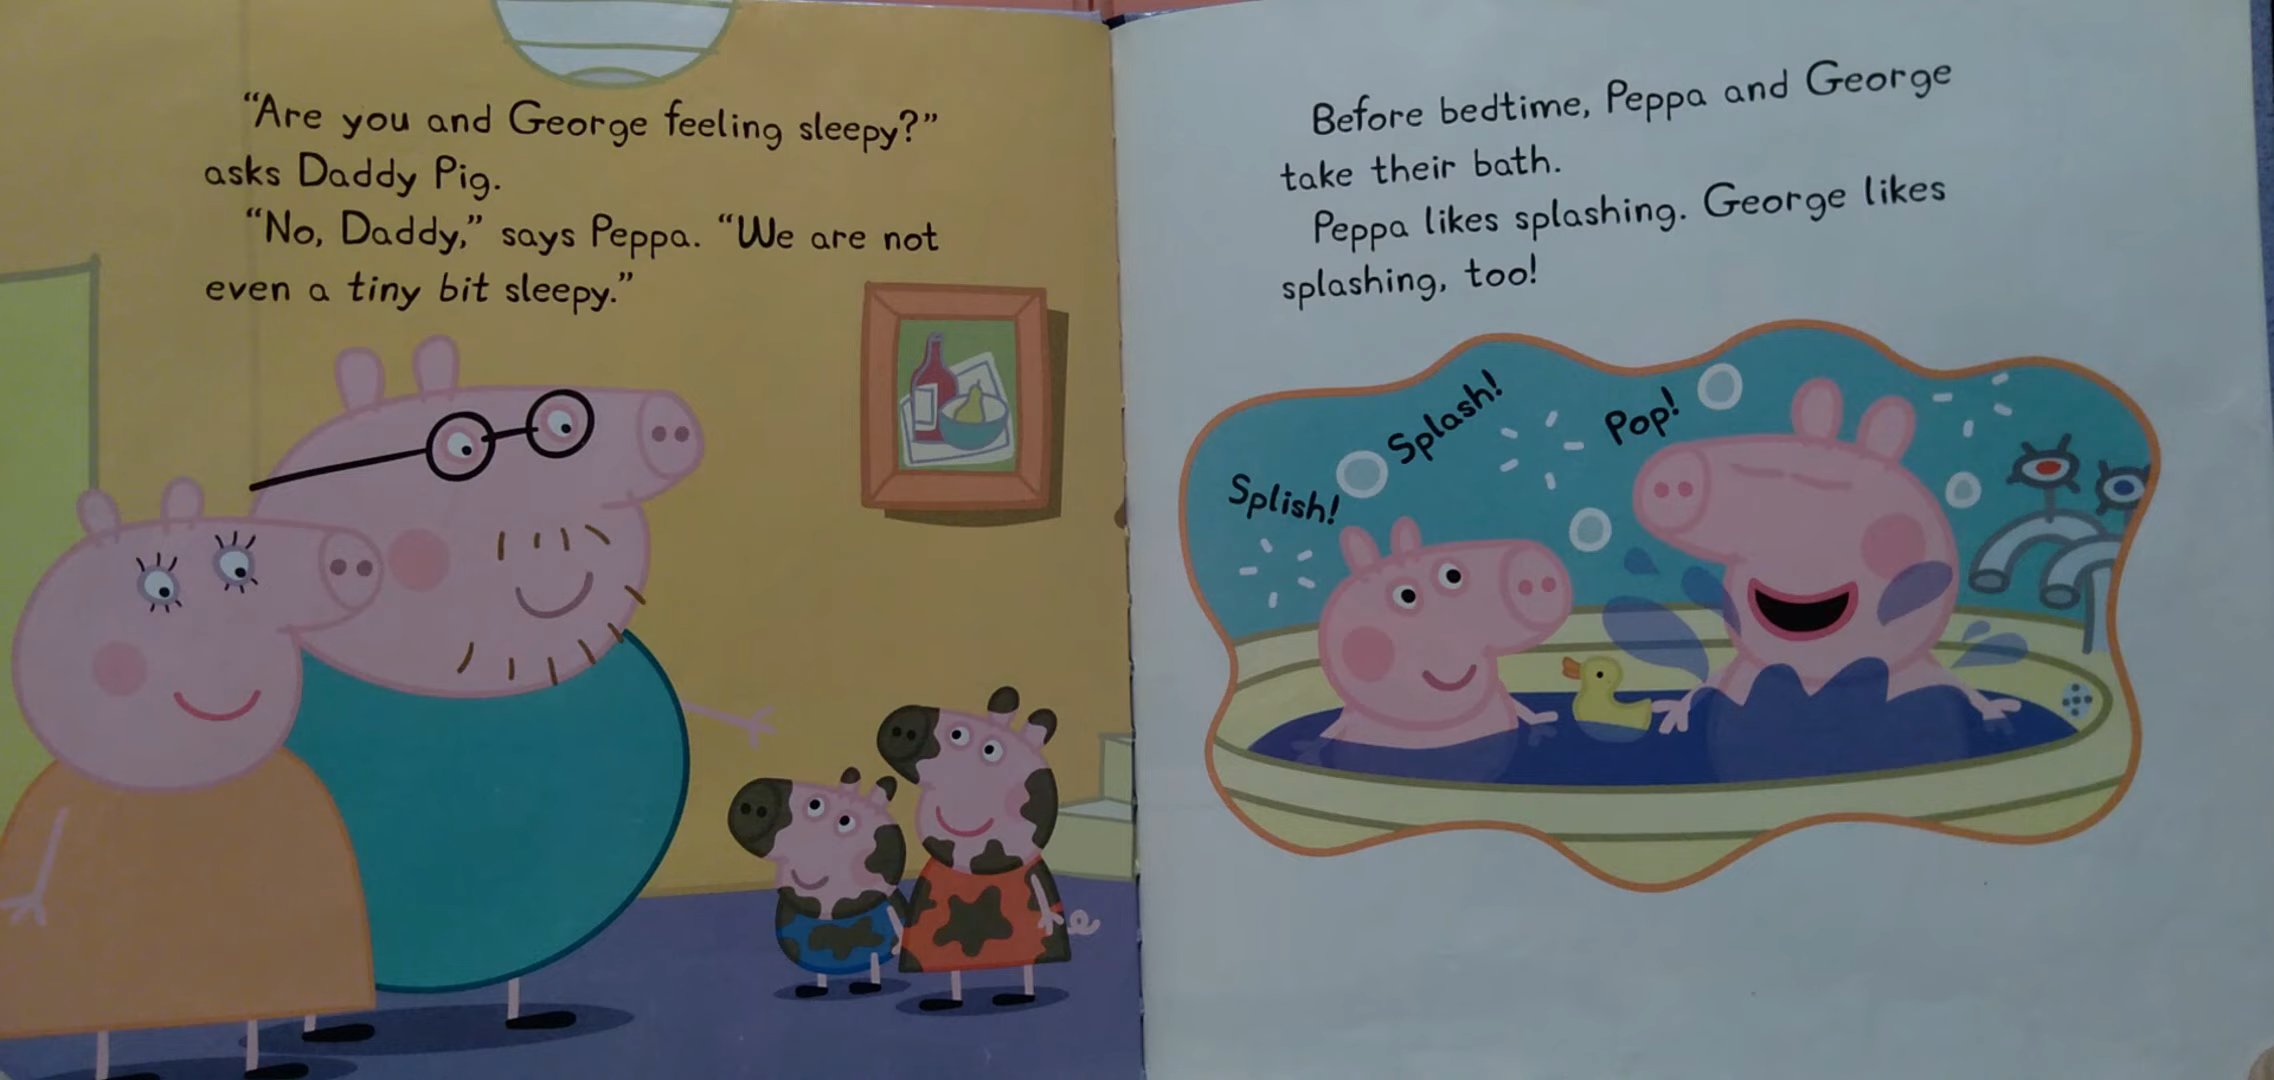 “Are you and George feeling sleepy?”
asks Daddy Pig.
“No, Daddy,” says Peppa. “We are not
even a tiny bit sleepy.”
Before bedtime, Peppa and George
take their bath.
Peppa likes splashing. George likes
splashing, too!
Splish!
Splash!
Pop!